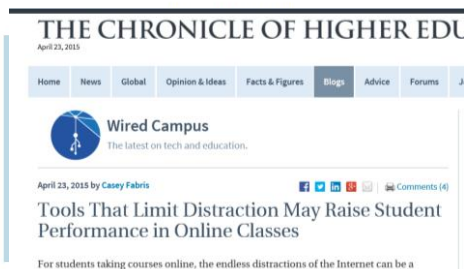 THE CHRONICLE OF HIGHER EDU
April 23, 2015
Home News Global Opinion & Ideas Facts & Figures Blogs Advice Forums J
Wired Campus
The latest on tech and education.
April 23, 2015 by Casey Fabris Comments (4)
Tools That Limit Distraction May Raise Student
Performance in Online Classes
For students taking courses online, the endless distractions of the Internet can be a